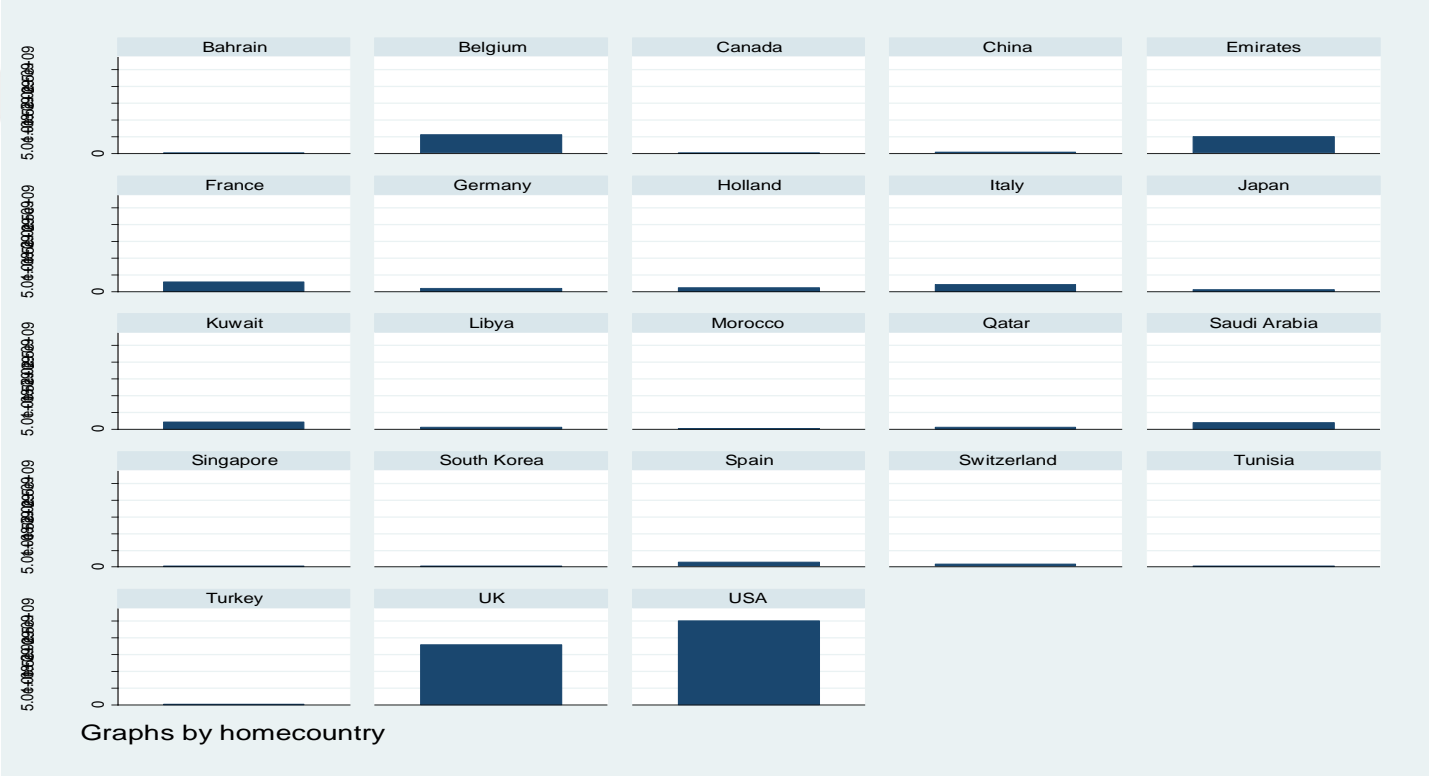 Bahrain Belgium Canada China Emirates
0
France Germany Holland Italy Japan
0
Kuwait Libya Morocco Qatar Saudi Arabia
0
Singapore South Korea Spain Switzerland Tunisia
0
Turkey UK USA
0
Graphs by homecountry